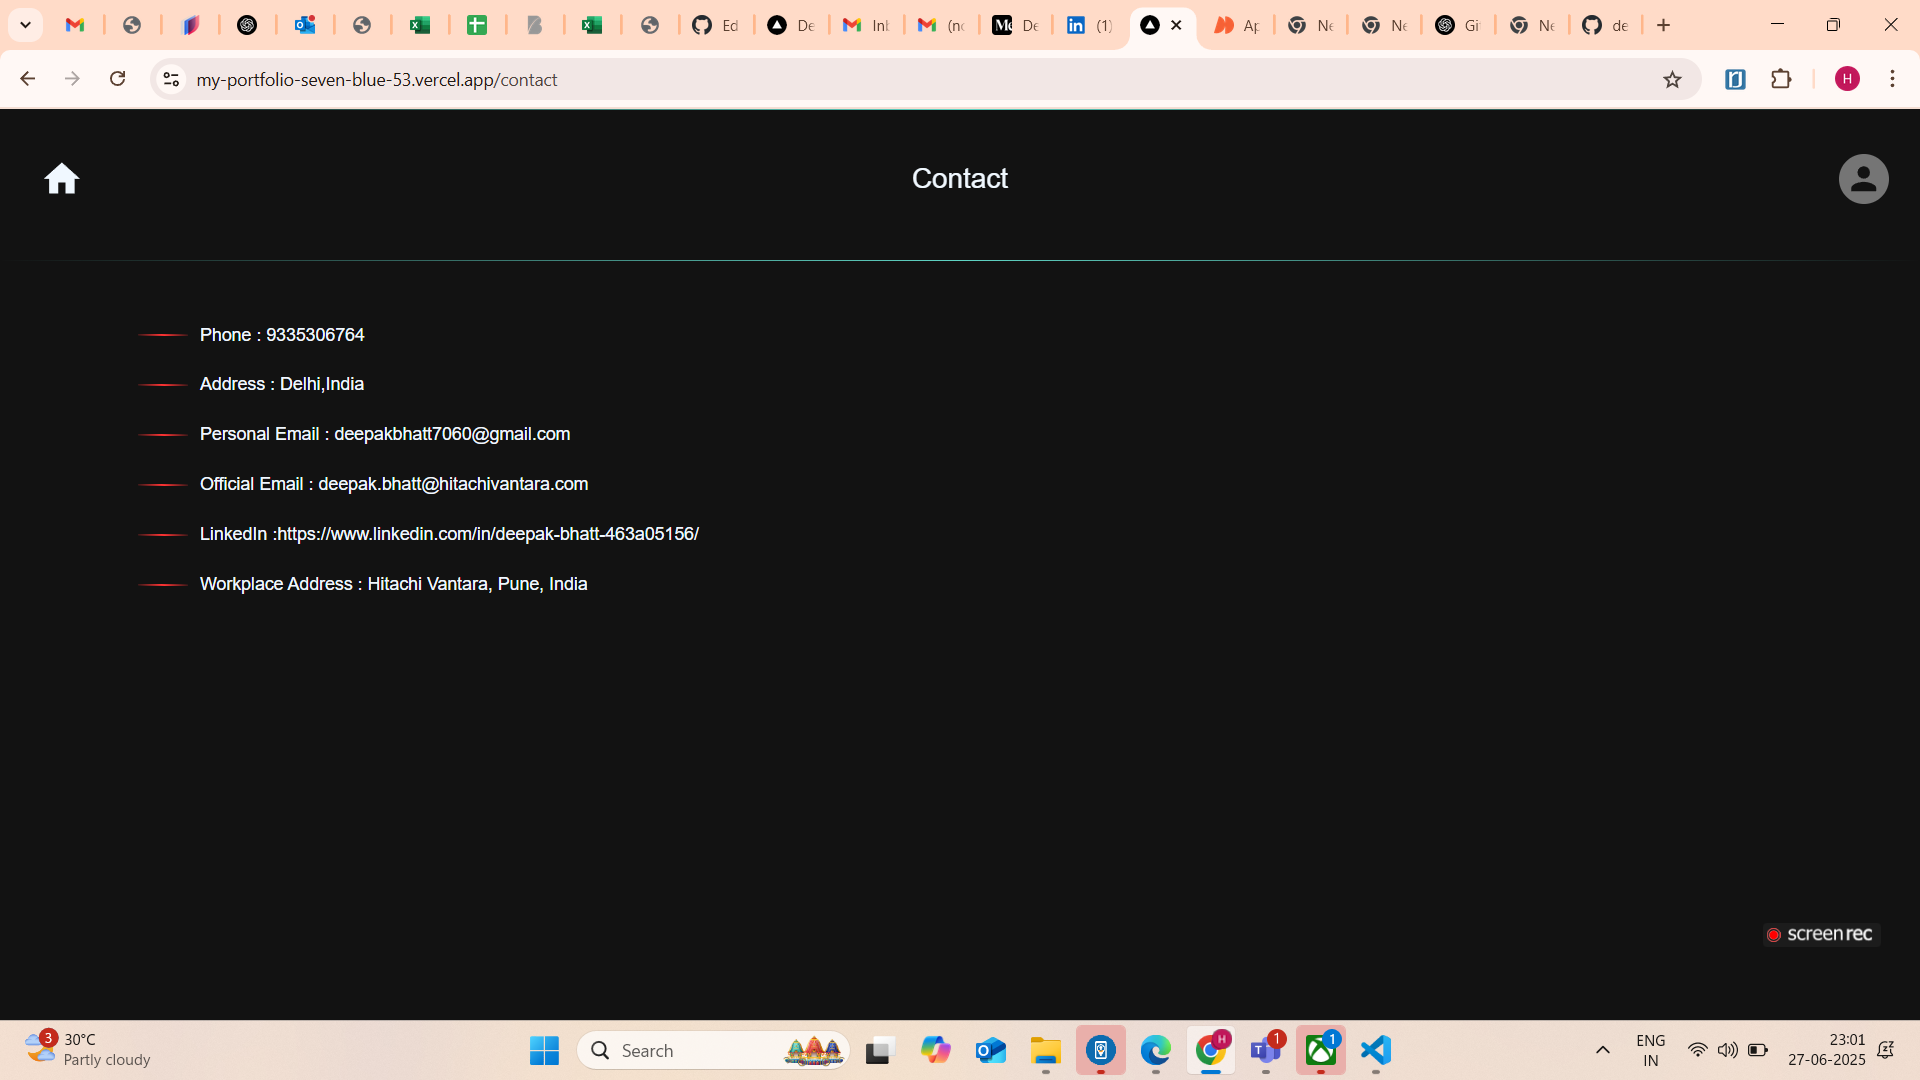 Ed
De
Inb
(no
De
(1)
Ap
Ne
Ne
Gi
Ne
de
my-portfolio-seven-blue-53.vercel.app/contact
H
Contact
Phone : 9335306764
Address : Delhi,India
Personal Email : deepakbhatt7060@gmail.com
Official Email : deepak.bhatt@hitachivantara.com
LinkedIn :https://www.linkedin.com/in/deepak-bhatt-463a05156/
Workplace Address : Hitachi Vantara, Pune, India
screenrec
3
30°C
Partly cloudy
Search
H
1
1
ENG
IN
23:01
27-06-2025